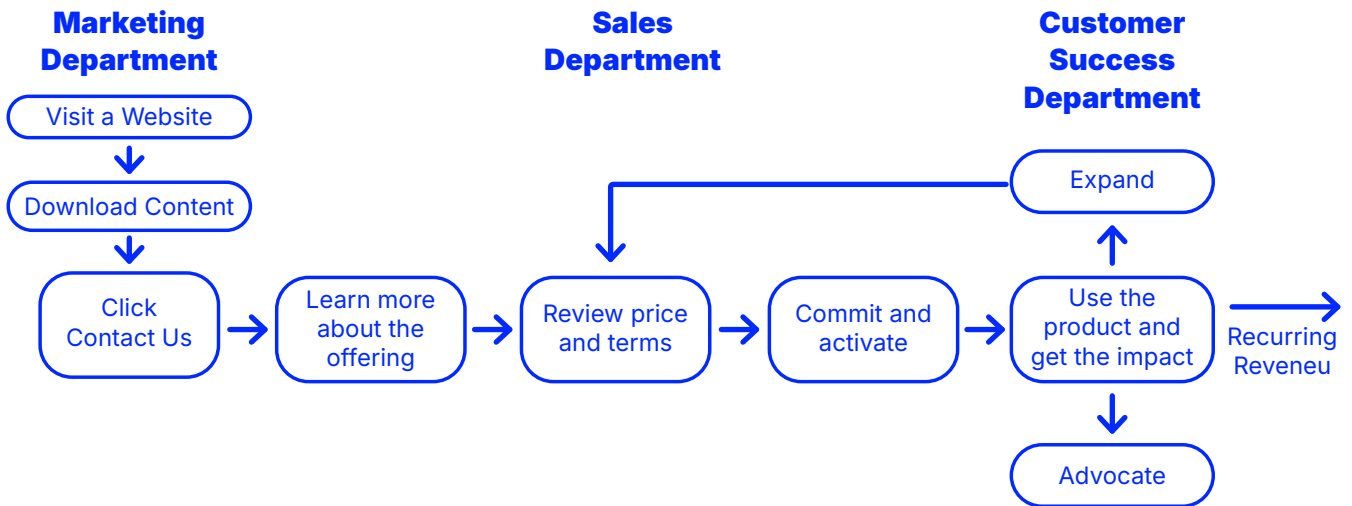 Marketing
Department
Sales
Department
Customer
Success
Department
Visit a Website
Download Content
Expand
Click
Contact Us
Learn more
about the
offering
Review price
and terms
Commit and
activate
Use the
product and
get the impact
Recurring
Reveneu
Advocate